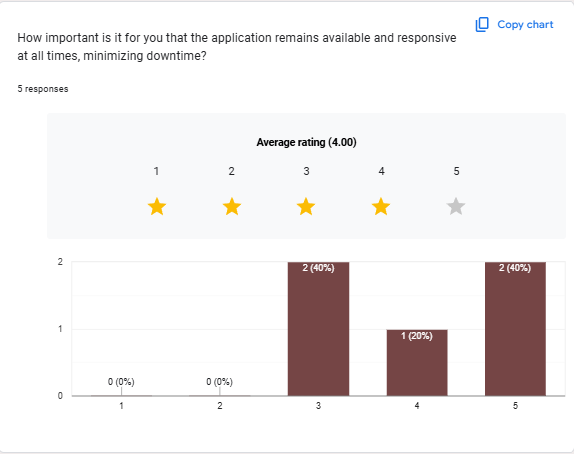 Copy chart
How important is it for you that the application remains available and responsive
at all times, minimizing downtime?
5 responses
Average rating (4.00)
1 2 3 4 5
2
2 (40%) 2 (40%)
1
1 (20%)
0 (0%) 0 (0%)
0
1 2 3 4 5